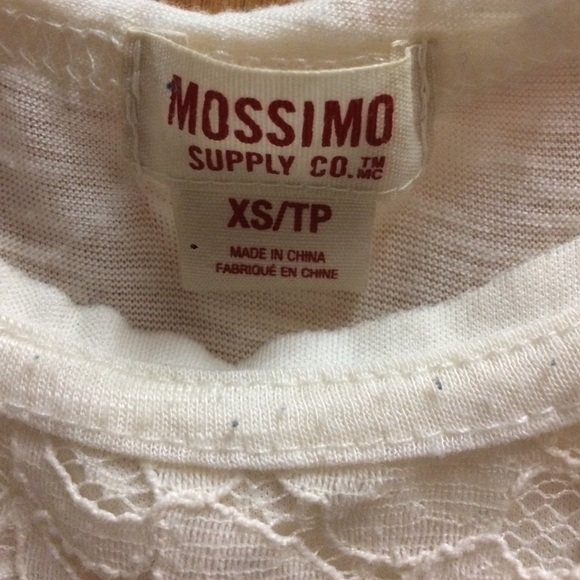 MOSSIMO
SUPPLY CO.™ MC
XS/TP
MADE IN CHINA
FABRIQUÉ EN CHINE